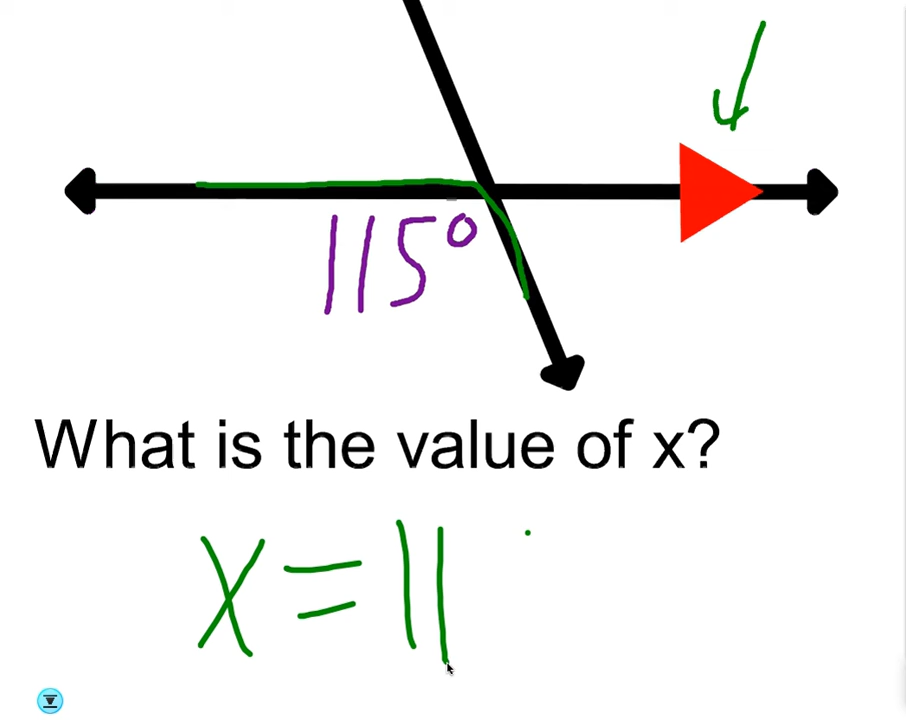 115°
What is the value of x?
x = 11